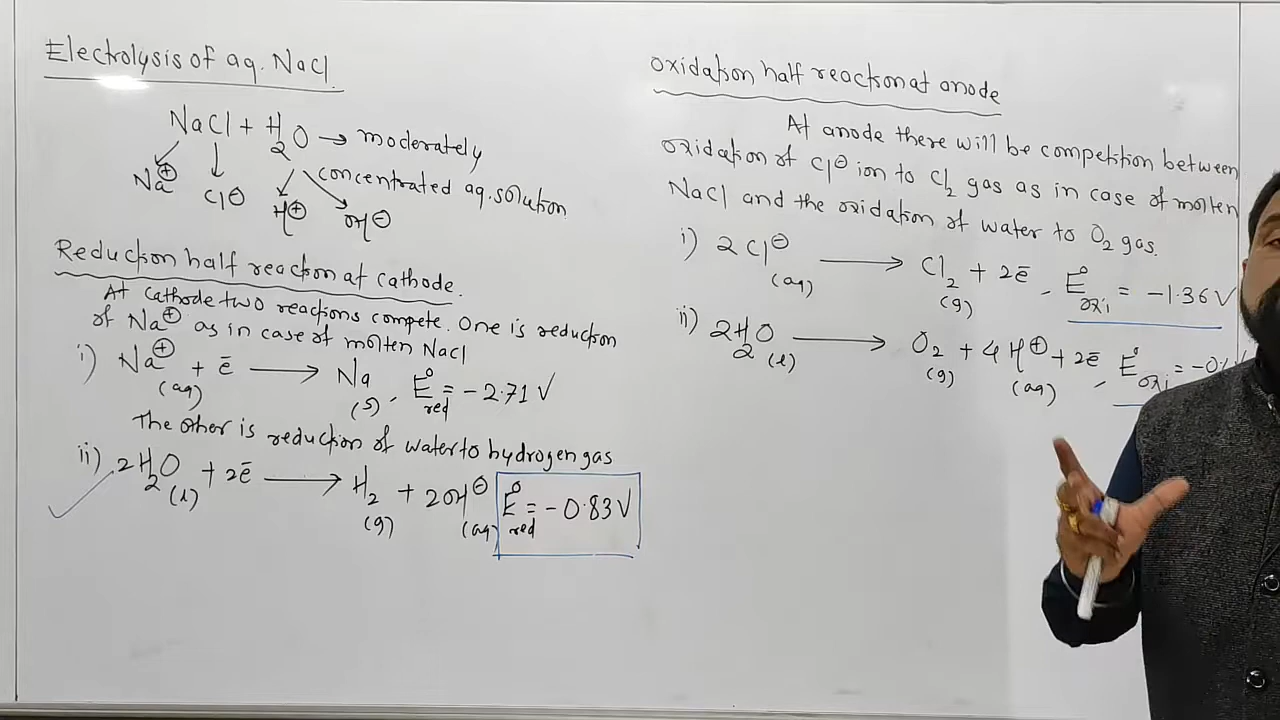 Electrolysis of aq. NaCl.
NaCl + H₂O → moderately
concentrated aq. solution
Na⊕ Cl⊖ H⊕ OH⊖
Reduction half reaction at cathode.
At Cathode two reactions compete. One is reduction
of Na⊕ as in case of molten NaCl
i) Na⊕(aq) + ē → Na(s), E°red = -2.71 V
The other is reduction of water to hydrogen gas
ii) 2H₂O(l) + 2ē → H₂(g) + 2OH⊖(aq) E°red = -0.83 V
Oxidation half reaction at anode
At anode there will be competition between
oxidation of Cl⊖ ion to Cl₂ gas as in case of molten
NaCl and the oxidation of water to O₂ gas.
i) 2Cl⊖(aq) → Cl₂(g) + 2ē, E°oxi = -1.36 V
ii) 2H₂O(l) → O₂(g) + 4H⊕(aq) + 2ē, E°oxi = -0.